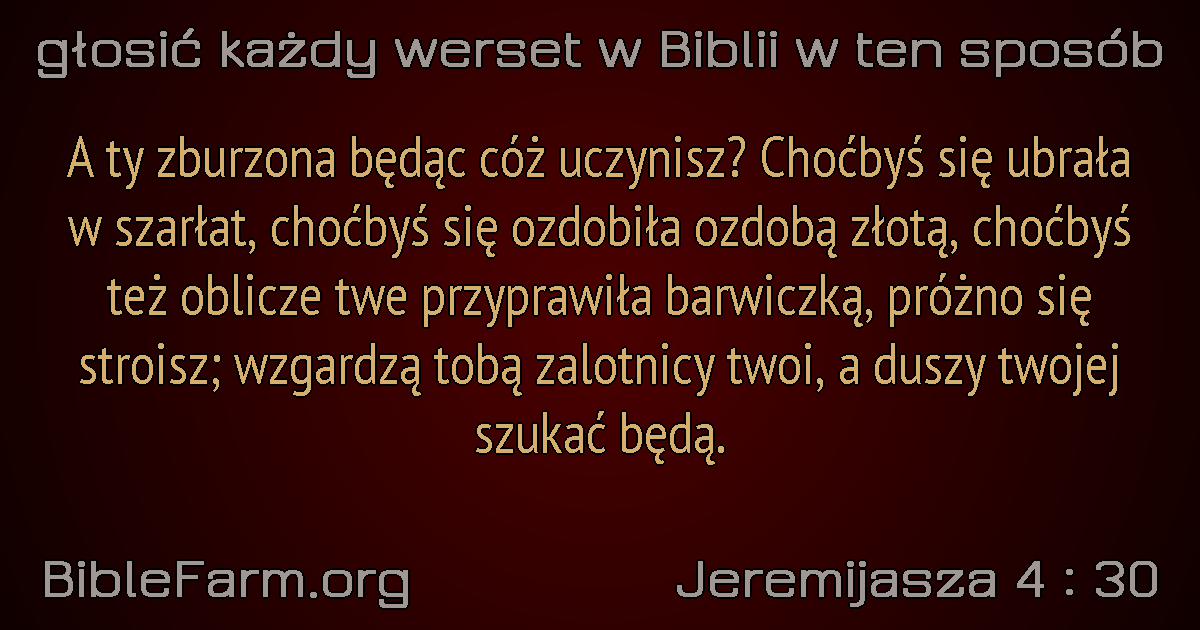 głosić każdy werset w Biblii w ten sposób
A ty zburzona będąc cóż uczynisz? Choćbyś się ubrała
w szarłat, choćbyś się ozdobiła ozdobą złotą, choćbyś
też oblicze twe przyprawiła barwiczką, próżno się
stroisz; wzgardzą tobą zalotnicy twoi, a duszy twojej
szukać będą.
BibleFarm.org
Jeremijasza 4 : 30